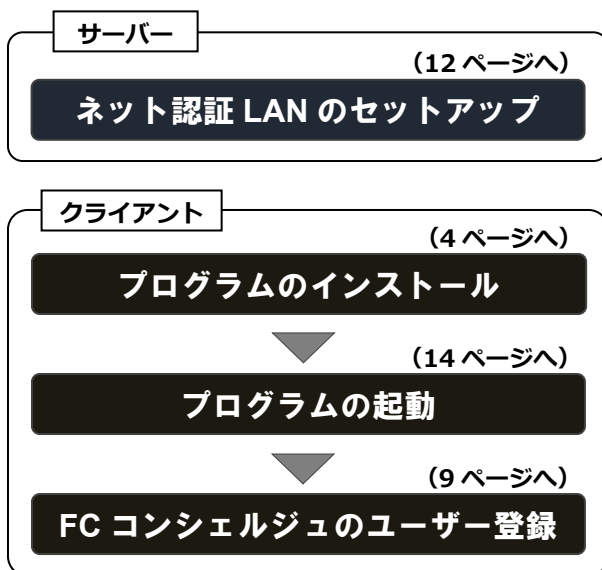 サーバー
(12 ページへ)
ネット認証 LAN のセットアップ
クライアント
(4 ページへ)
プログラムのインストール
(14 ページへ)
プログラムの起動
(9 ページへ)
FC コンシェルジュのユーザー登録